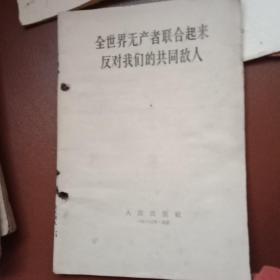 全世界无产者联合起来
反对我们的共同敌人
人民出版社